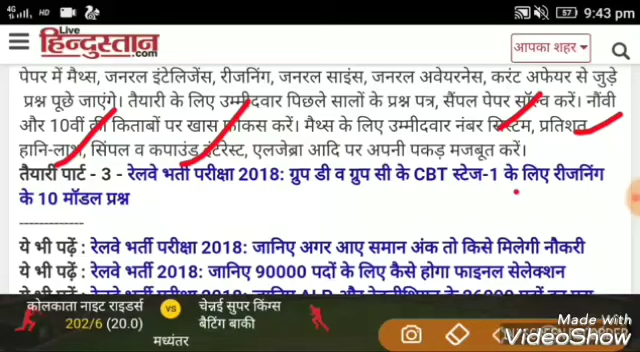 4G HD 57 9:43 pm
Live
हिन्दुस्तान
.com
आपका शहर
पेपर में मैथ्स, जनरल इंटेलिजेंस, रीजनिंग, जनरल साइंस, जनरल अवेयरनेस, करंट अफेयर से जुड़े
प्रश्न पूछे जाएंगे। तैयारी के लिए उम्मीदवार पिछले सालों के प्रश्न पत्र, सैंपल पेपर सॉल्व करें। नौंवी
और 10वीं की किताबों पर खास फोकस करें। मैथ्स के लिए उम्मीदवार नंबर सिस्टम, प्रतिशत,
हानि-लाभ, सिंपल व कपाउंड इंटरेस्ट, एलजेब्रा आदि पर अपनी पकड़ मजबूत करें।
तैयारी पार्ट - 3 - रेलवे भर्ती परीक्षा 2018: ग्रुप डी व ग्रुप सी के CBT स्टेज-1 के लिए रीजनिंग
के 10 मॉडल प्रश्न
-------------
ये भी पढ़ें : रेलवे भर्ती परीक्षा 2018: जानिए अगर आए समान अंक तो किसे मिलेगी नौकरी
ये भी पढ़ें : रेलवे भर्ती 2018: जानिए 90000 पदों के लिए कैसे होगा फाइनल सेलेक्शन
कोलकाता नाइट राइडर्स VS चेन्नई सुपर किंग्स
202/6 (20.0) बैटिंग बाकी
मध्यंतर
Made With
VideoShow